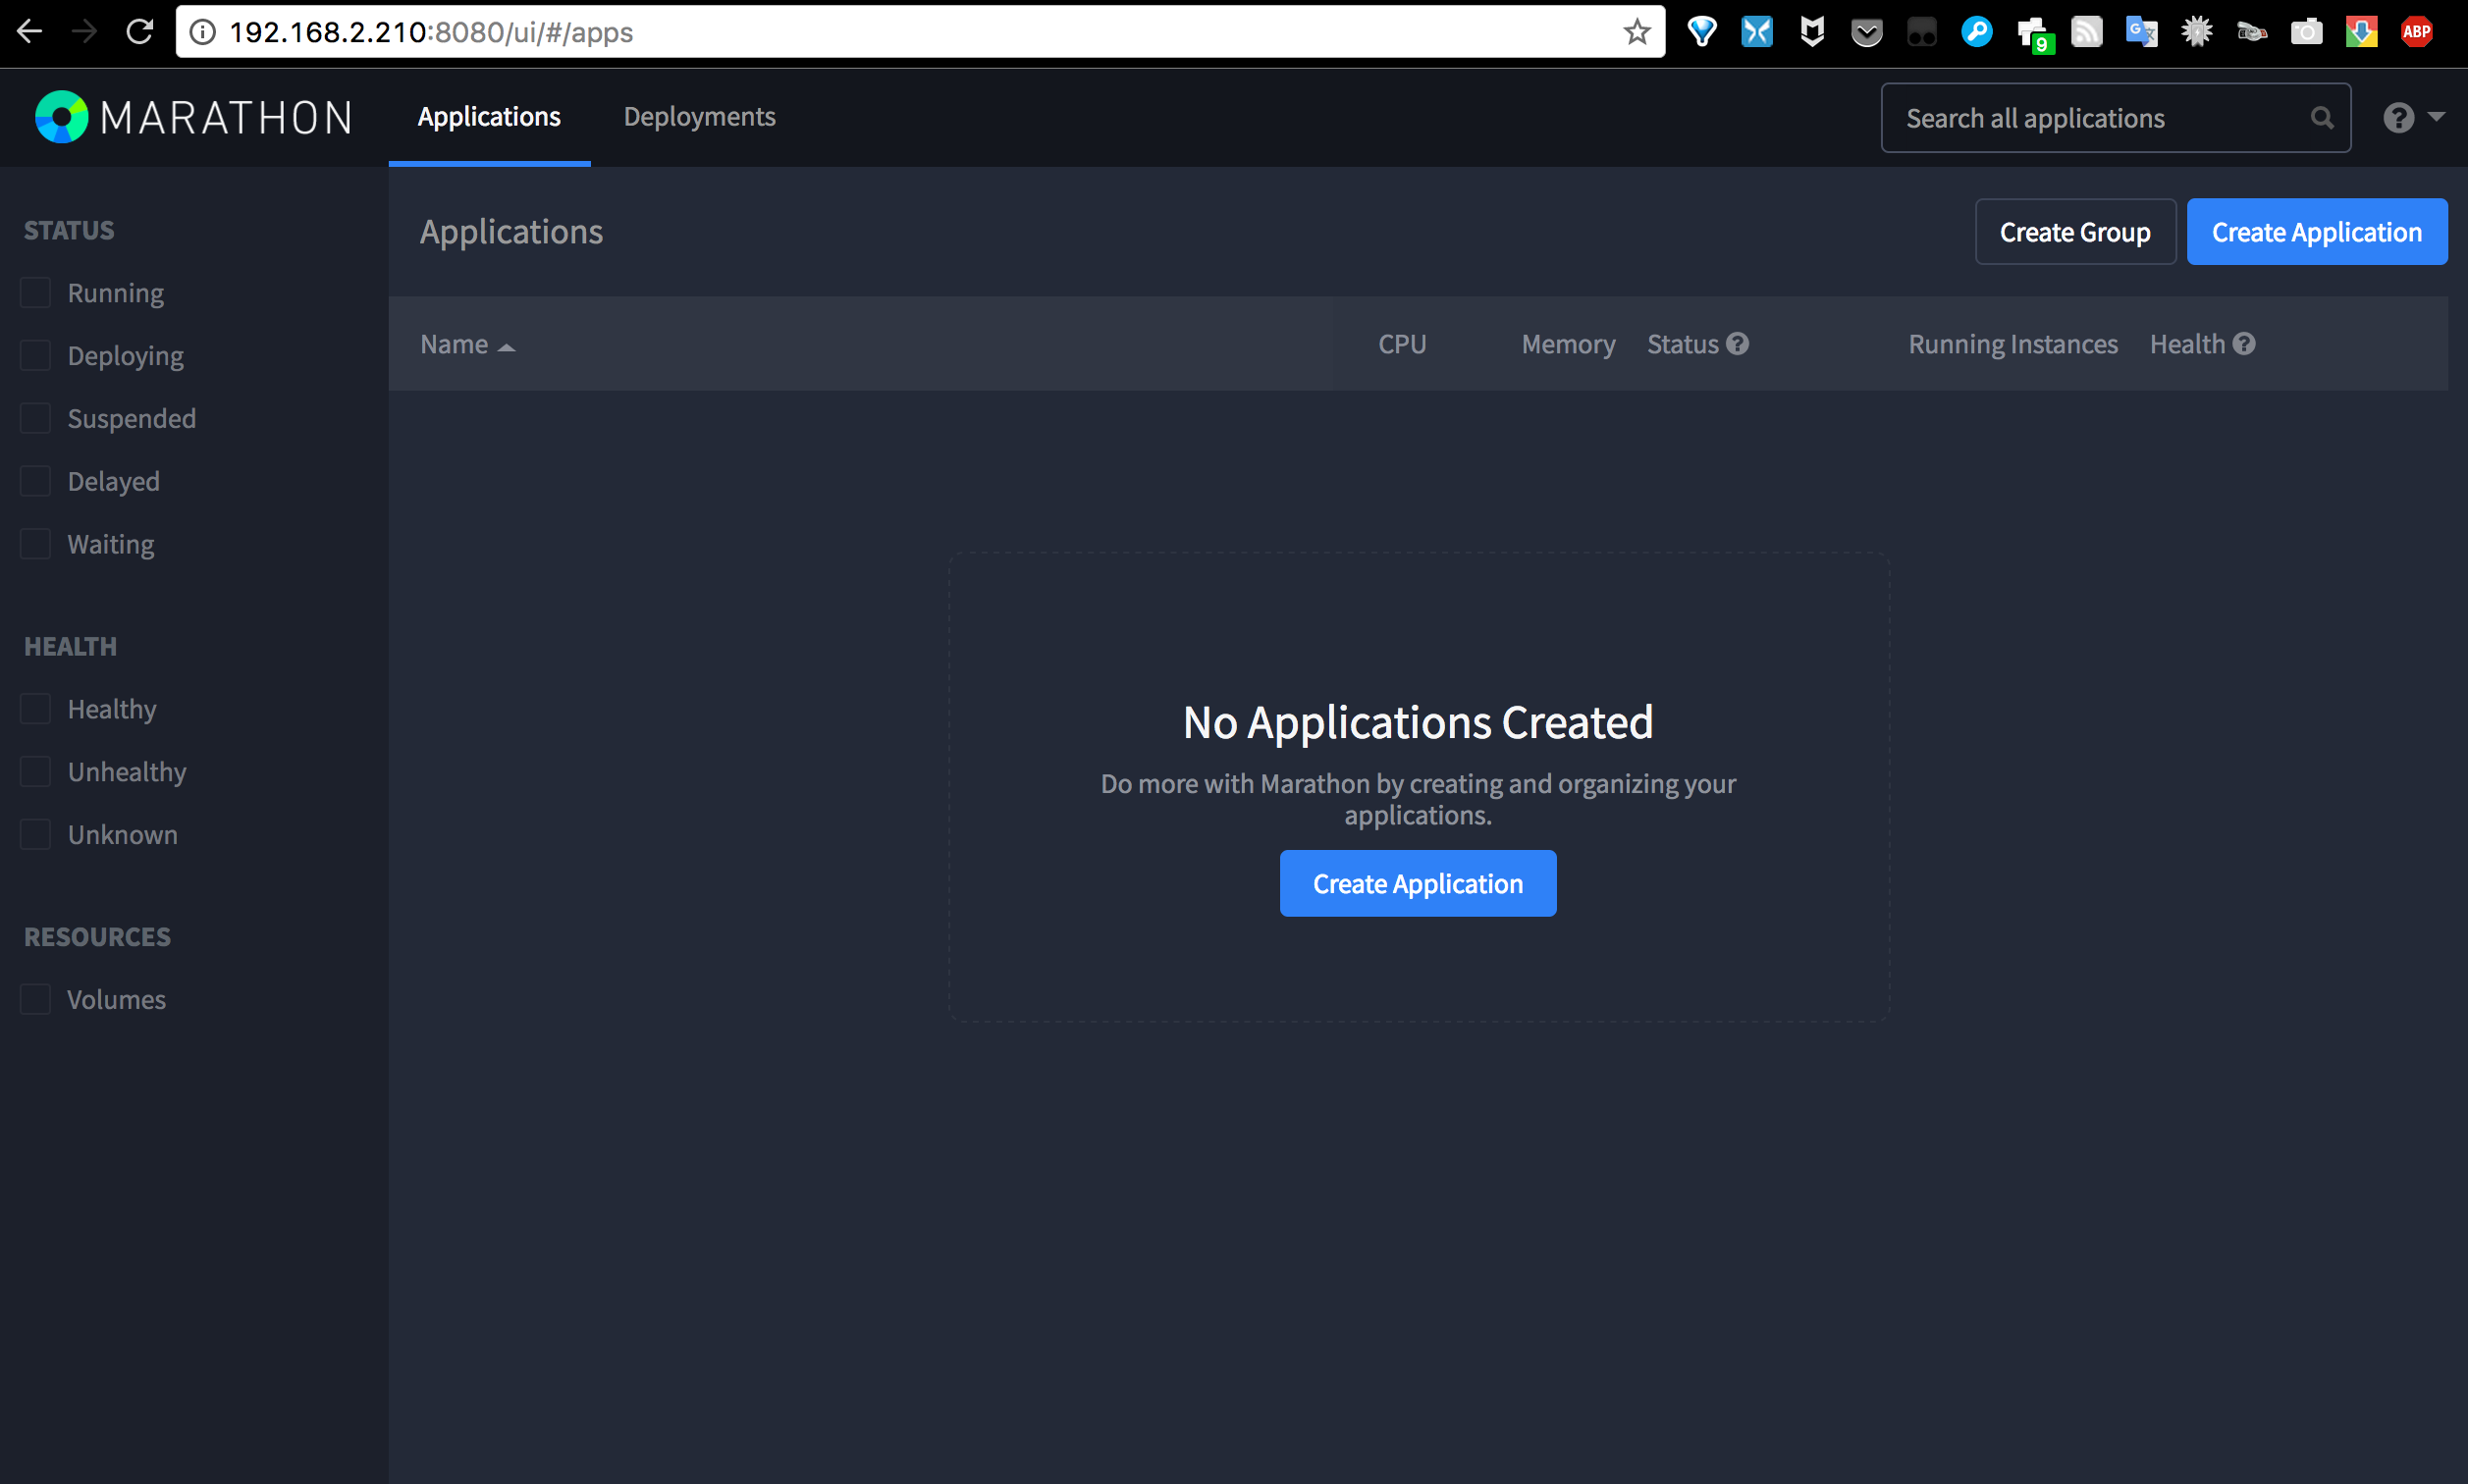 192.168.2.210:8080/ui/#/apps
9
G
ABP
MARATHON
Applications
Deployments
Search all applications
?
STATUS
Running
Deploying
Suspended
Delayed
Waiting
HEALTH
Healthy
Unhealthy
Unknown
RESOURCES
Volumes
Applications
Create Group
Create Application
Name
CPU
Memory
Status ?
Running Instances
Health ?
No Applications Created
Do more with Marathon by creating and organizing your
applications.
Create Application